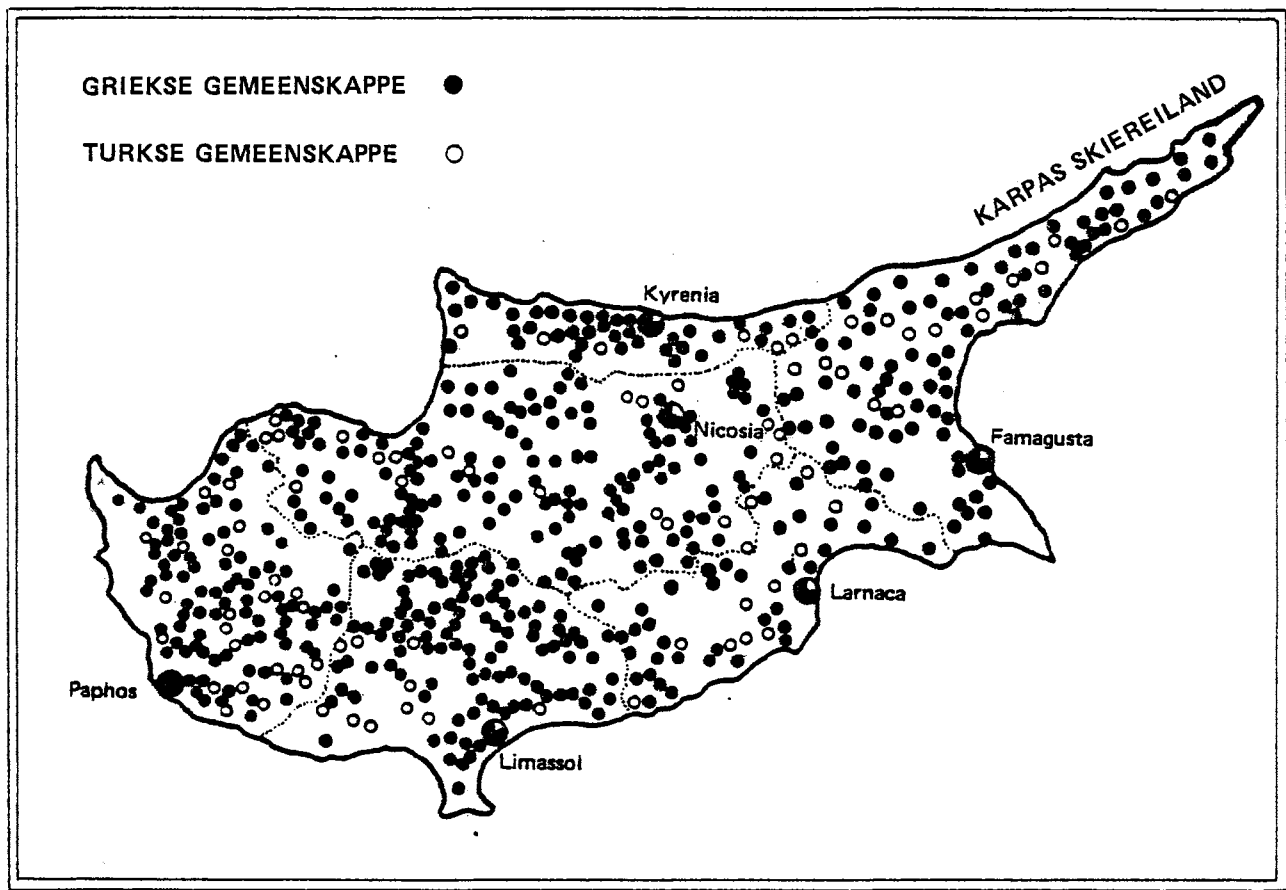 GRIEKSE GEMEENSKAPPE
TURKSE GEMEENSKAPPE
KARPAS SKIEREILAND
Kyrenia
Nicosia
Famagusta
Larnaca
Paphos
Limassol